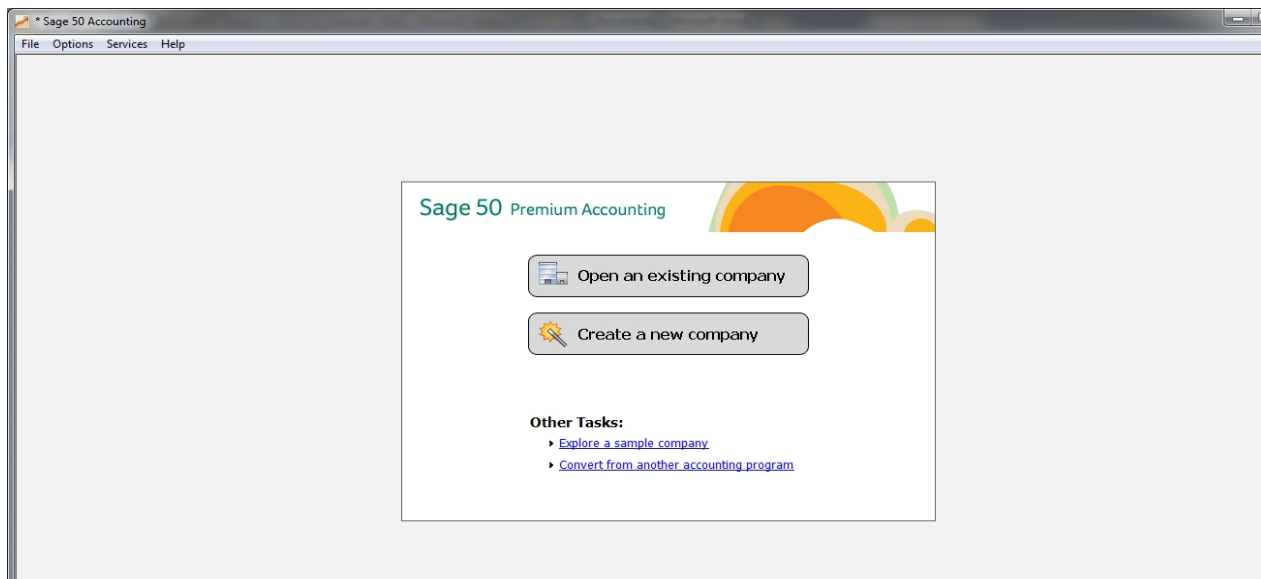 * Sage 50 Accounting
File Options Services Help
Sage 50 Premium Accounting
Open an existing company
Create a new company
Other Tasks:
Explore a sample company
Convert from another accounting program